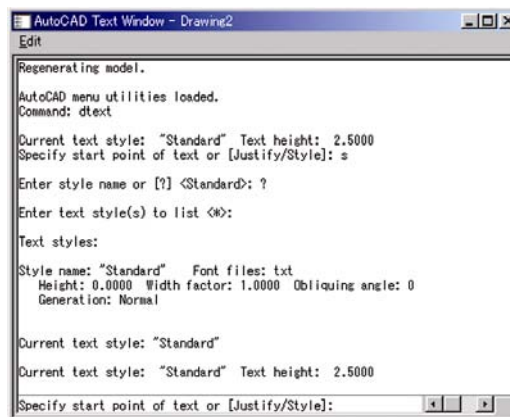 AutoCAD Text Window - Drawing2
Edit
Regenerating model.
AutoCAD menu utilities loaded.
Command: dtext
Current text style:  "Standard"  Text height:  2.5000
Specify start point of text or [Justify/Style]: s
Enter style name or [?] <Standard>: ?
Enter text style(s) to list <*>:
Text styles:
Style name: "Standard"    Font files: txt
Height: 0.0000  Width factor: 1.0000  Obliquing angle: 0
Generation: Normal
Current text style: "Standard"
Current text style:  "Standard"  Text height:  2.5000
Specify start point of text or [Justify/Style]: